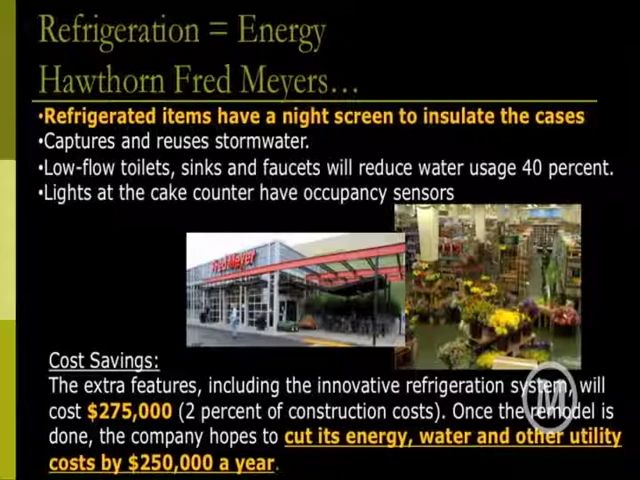 Refrigeration = Energy
Hawthorn Fred Meyers…
•Refrigerated items have a night screen to insulate the cases
•Captures and reuses stormwater.
•Low-flow toilets, sinks and faucets will reduce water usage 40 percent.
•Lights at the cake counter have occupancy sensors
Fred Meyer
Cost Savings:
The extra features, including the innovative refrigeration system, will
cost $275,000 (2 percent of construction costs). Once the remodel is
done, the company hopes to cut its energy, water and other utility
costs by $250,000 a year.
M